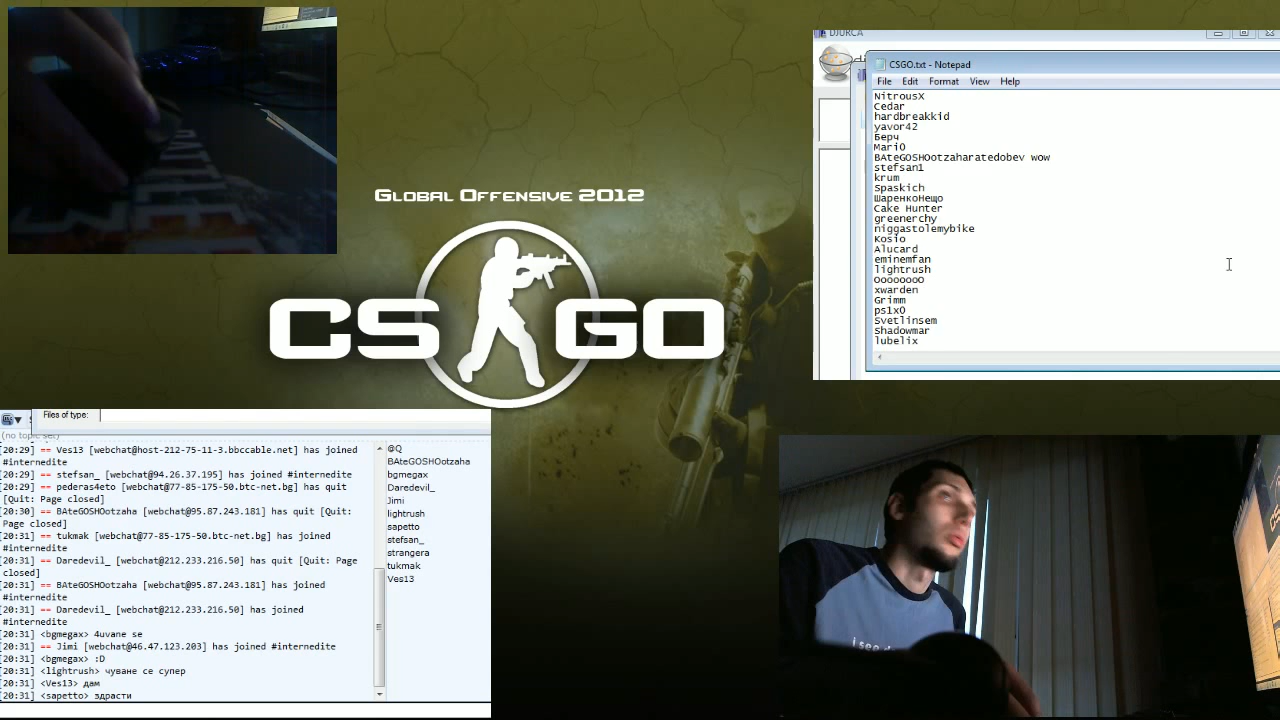 DJURCA
CSGO.txt - Notepad
File Edit Format View Help
NitrousX
Cedar
hardbreakkid
yavor42
Берч
MariO
BAteGOSHOotzaharatedobev wow
stefsan1
krum
Spaskich
ШаренкоНещо
Cake Hunter
greenerchy
niggastolemybike
Kosio
Alucard
eminemfan
lightrush
OooooooO
xwarden
Grimm
ps1x0
Svetlinsem
Shadowmar
lubelix
GLOBAL OFFENSIVE 2012
CS GO
Files of type:
(no topic set)
[20:29] == Ves13 [webchat@host-212-75-11-3.bbccable.net] has joined
#internedite
[20:29] == stefsan_ [webchat@94.26.37.195] has joined #internedite
[20:29] == pederas4eto [webchat@77-85-175-50.btc-net.bg] has quit
[Quit: Page closed]
[20:30] == BAteGOSHOotzaha [webchat@95.87.243.181] has quit [Quit:
Page closed]
[20:31] == tukmak [webchat@77-85-175-50.btc-net.bg] has joined
#internedite
[20:31] == Daredevil_ [webchat@212.233.216.50] has quit [Quit: Page
closed]
[20:31] == BAteGOSHOotzaha [webchat@95.87.243.181] has joined
#internedite
[20:31] == Daredevil_ [webchat@212.233.216.50] has joined
#internedite
[20:31] <bgmegax> 4uvane se
[20:31] == Jimi [webchat@46.47.123.203] has joined #internedite
[20:31] <bgmegax> :D
[20:31] <lightrush> чуване се супер
[20:31] <Ves13> дам
[20:31] <sapetto> здрасти
@Q
BAteGOSHOotzaha
bgmegax
Daredevil_
Jimi
lightrush
sapetto
stefsan_
strangera
tukmak
Ves13
i see d